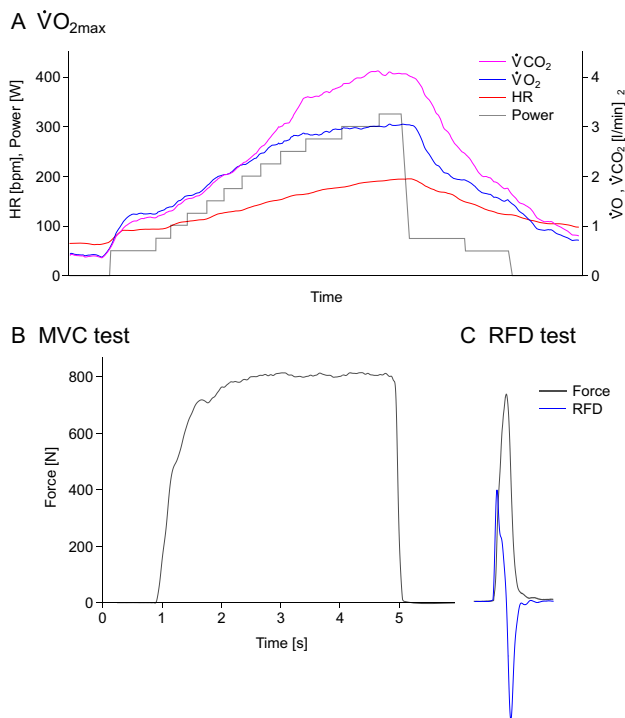 A V̇O₂max
V̇CO₂
V̇O₂
HR
Power
HR [bpm], Power [W]
400
300
200
100
0
4
3
2
1
0
V̇O , V̇CO₂ [l/min] ₂
Time
B MVC test
C RFD test
Force
RFD
Force [N]
800
600
400
200
0
0
1
2
3
4
5
Time [s]